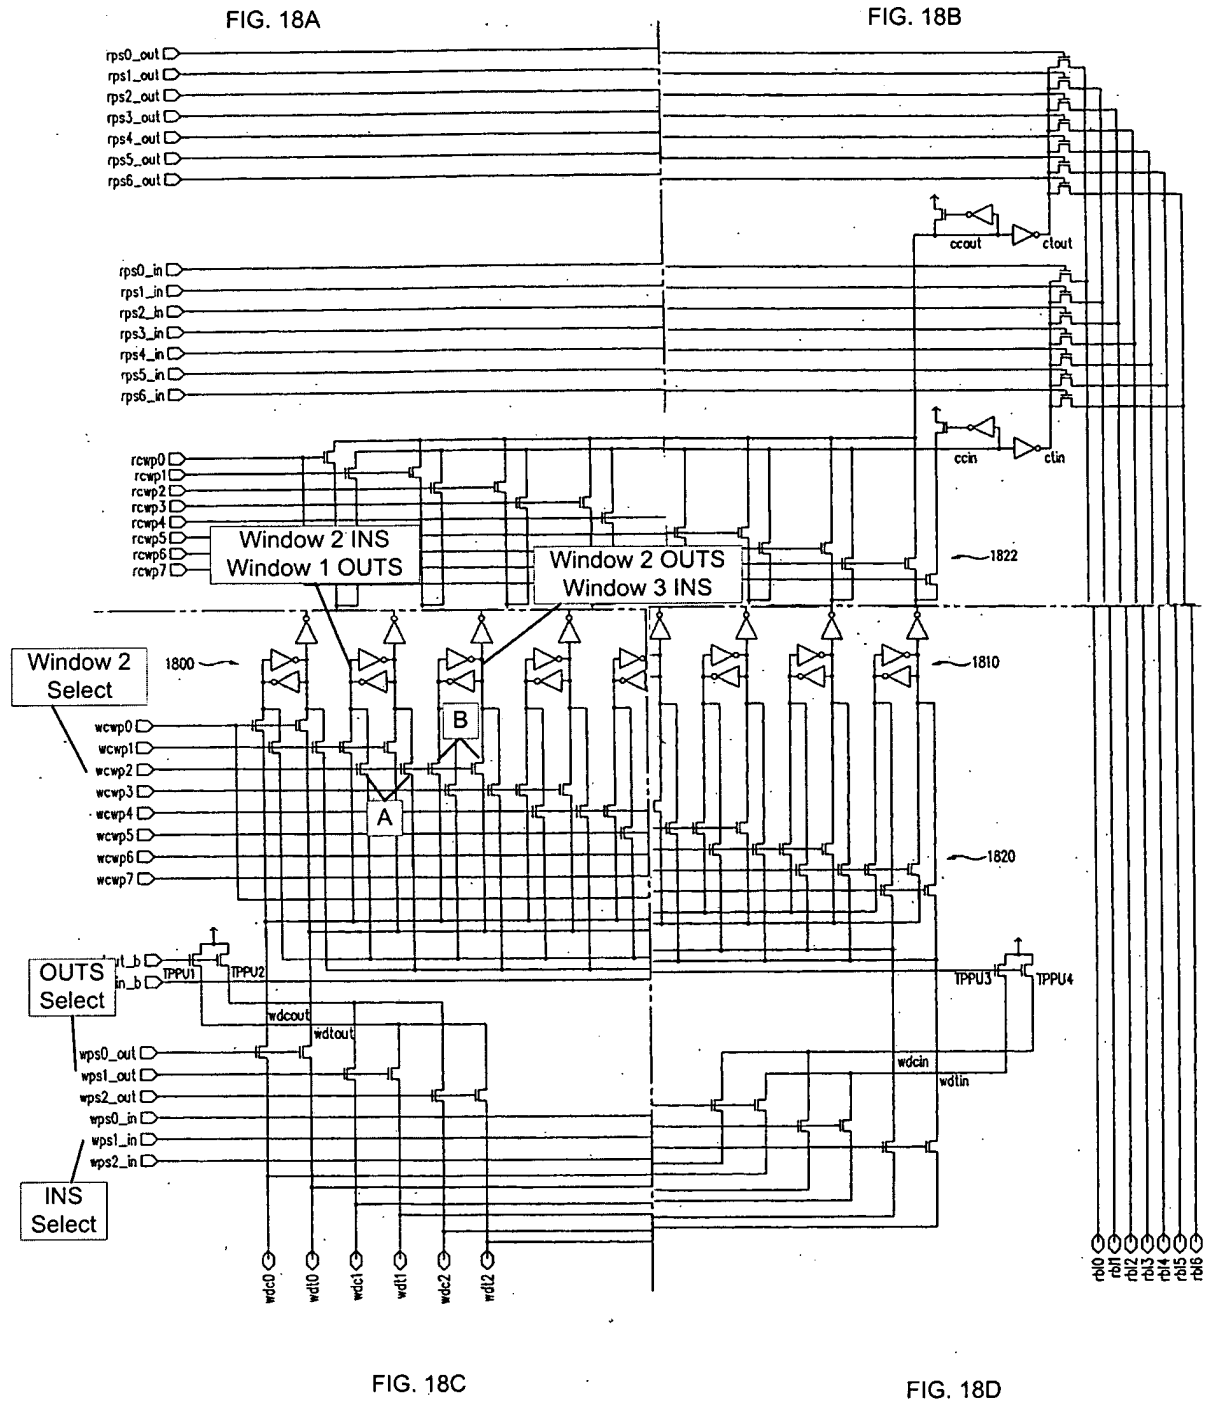 FIG. 18A
FIG. 18B
rps0_out
rps1_out
rps2_out
rps3_out
rps4_out
rps5_out
rps6_out
ccout
ctout
rps0_in
rps1_in
rps2_in
rps3_in
rps4_in
rps5_in
rps6_in
ccin
ctin
rcwp0
rcwp1
rcwp2
rcwp3
rcwp4
rcwp5
rcwp6
rcwp7
Window 2 INS
Window 1 OUTS
Window 2 OUTS
Window 3 INS
1822
Window 2
Select
1800
1810
B
wcwp0
wcwp1
wcwp2
wcwp3
wcwp4
wcwp5
wcwp6
wcwp7
A
1820
ut_b
in_b
TPPU1
TPPU2
TPPU3
TPPU4
OUTS
Select
wdcout
wdtout
wdcin
wdtin
wps0_out
wps1_out
wps2_out
wps0_in
wps1_in
wps2_in
INS
Select
wdc0
wdt0
wdc1
wdt1
wdc2
wdt2
rbl0
rbl1
rbl2
rbl3
rbl4
rbl5
rbl6
FIG. 18C
FIG. 18D